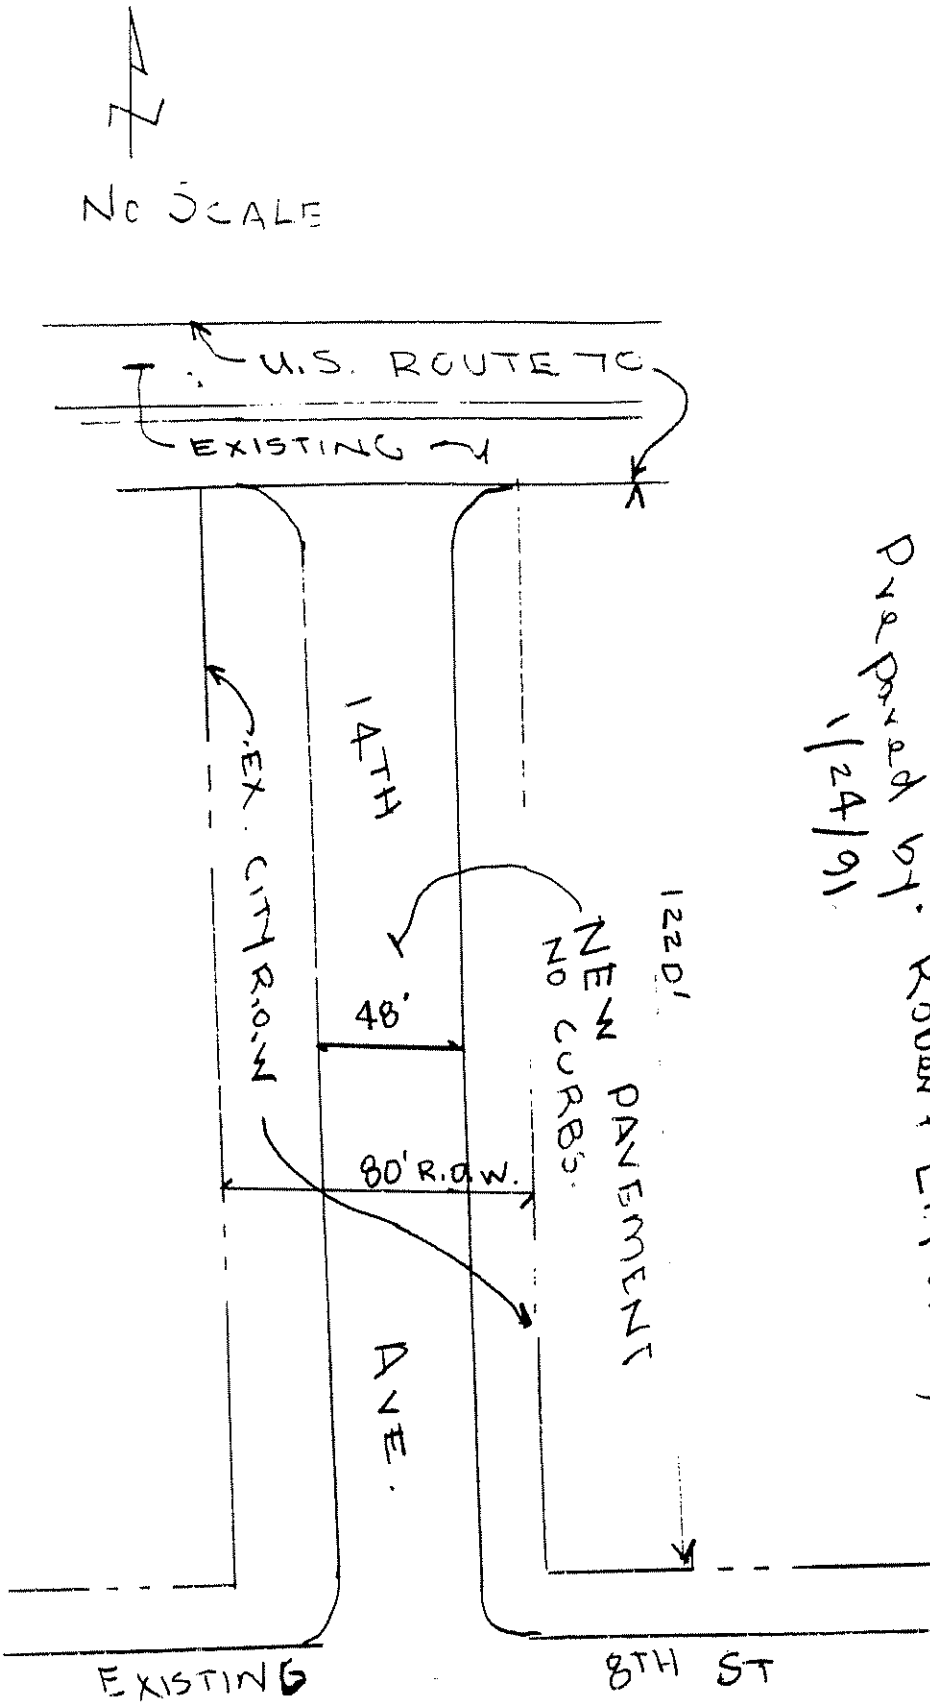 N
NO SCALE
U.S. ROUTE 70
EXISTING
14TH
AVE.
EX. CITY R.O.W
48'
80' R.O.W.
NEW PAVEMENT
NO CURBS.
1220'
Prepared by:
1/24/91
EXISTING
8TH ST